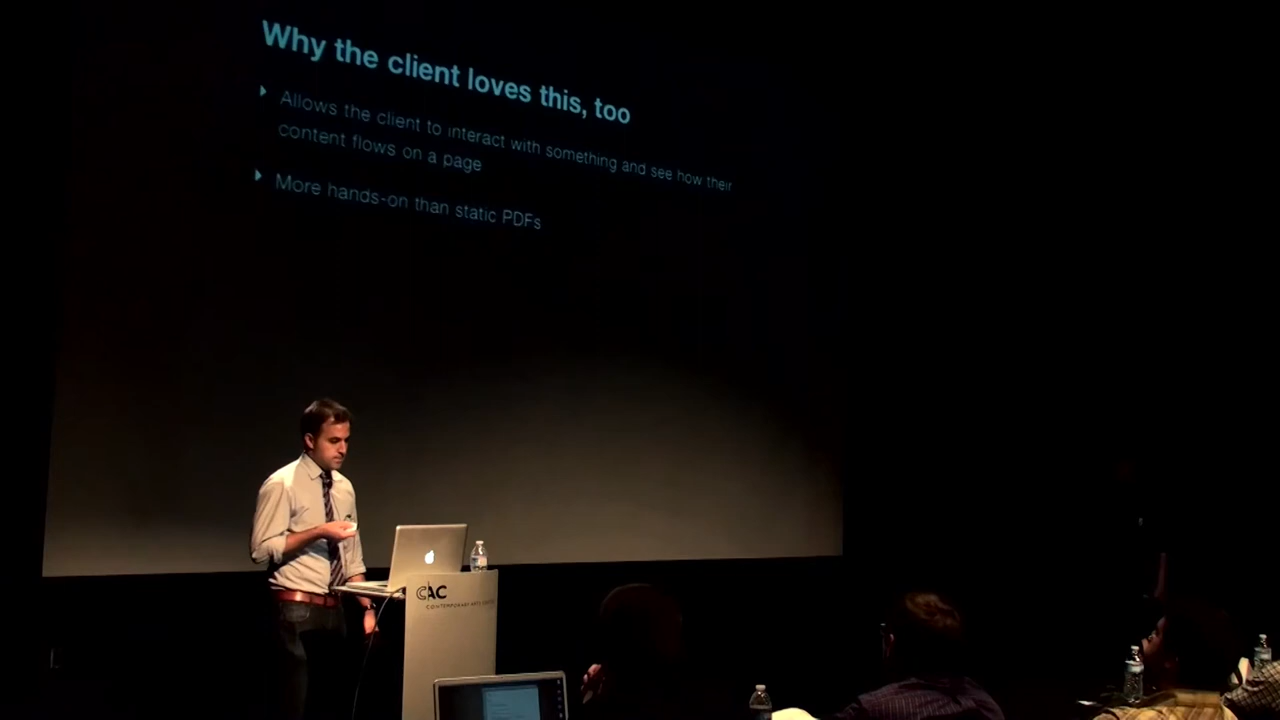 Why the client loves this, too
Allows the client to interact with something and see how their
content flows on a page
More hands-on than static PDFs
CAC
CONTEMPORARY ARTS CENTER